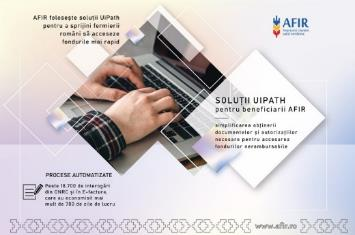 AFIR folosește soluții UiPath
pentru a sprijini fermierii
români să acceseze
fondurile mai rapid
AFIR
SOLUȚII UIPATH
pentru beneficiarii AFIR
simplificarea obținerii
documentelor și autorizațiilor
necesare pentru accesarea
fondurilor nerambursabile
PROCESE AUTOMATIZATE
Peste 18.700 de interogări
din ONRC și în E-factura,
care au economisit mai
mult de 780 de zile de lucru
www.afir.ro